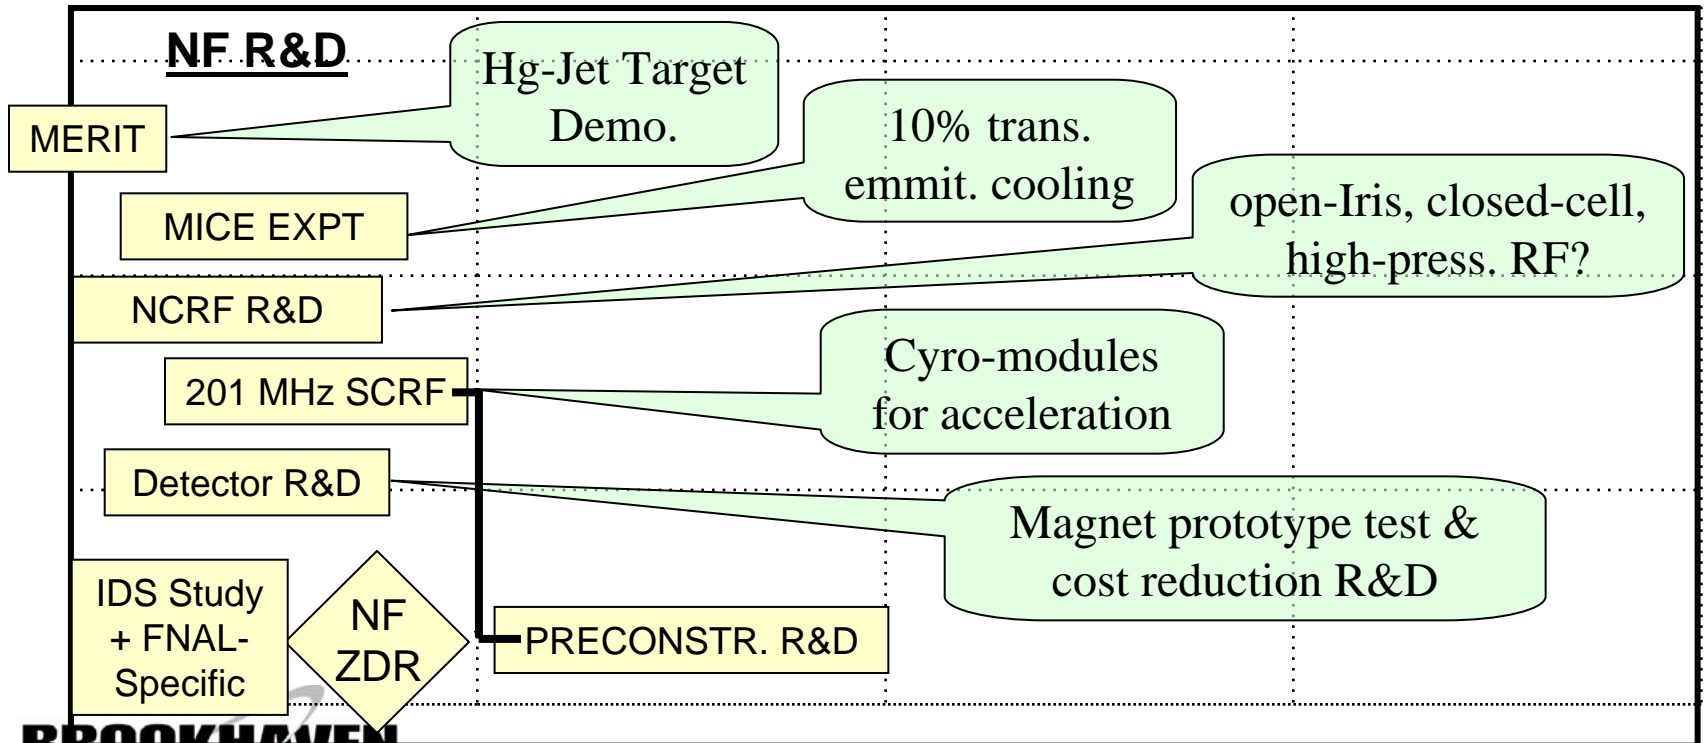 NF R&D
Hg-Jet Target
Demo.
MERIT
10% trans.
emmit. cooling
MICE EXPT
open-Iris, closed-cell,
high-press. RF?
NCRF R&D
Cyro-modules
for acceleration
201 MHz SCRF
Detector R&D
Magnet prototype test &
cost reduction R&D
IDS Study
+ FNAL-
Specific
NF
ZDR
PRECONSTR. R&D
BROOKHAVEN